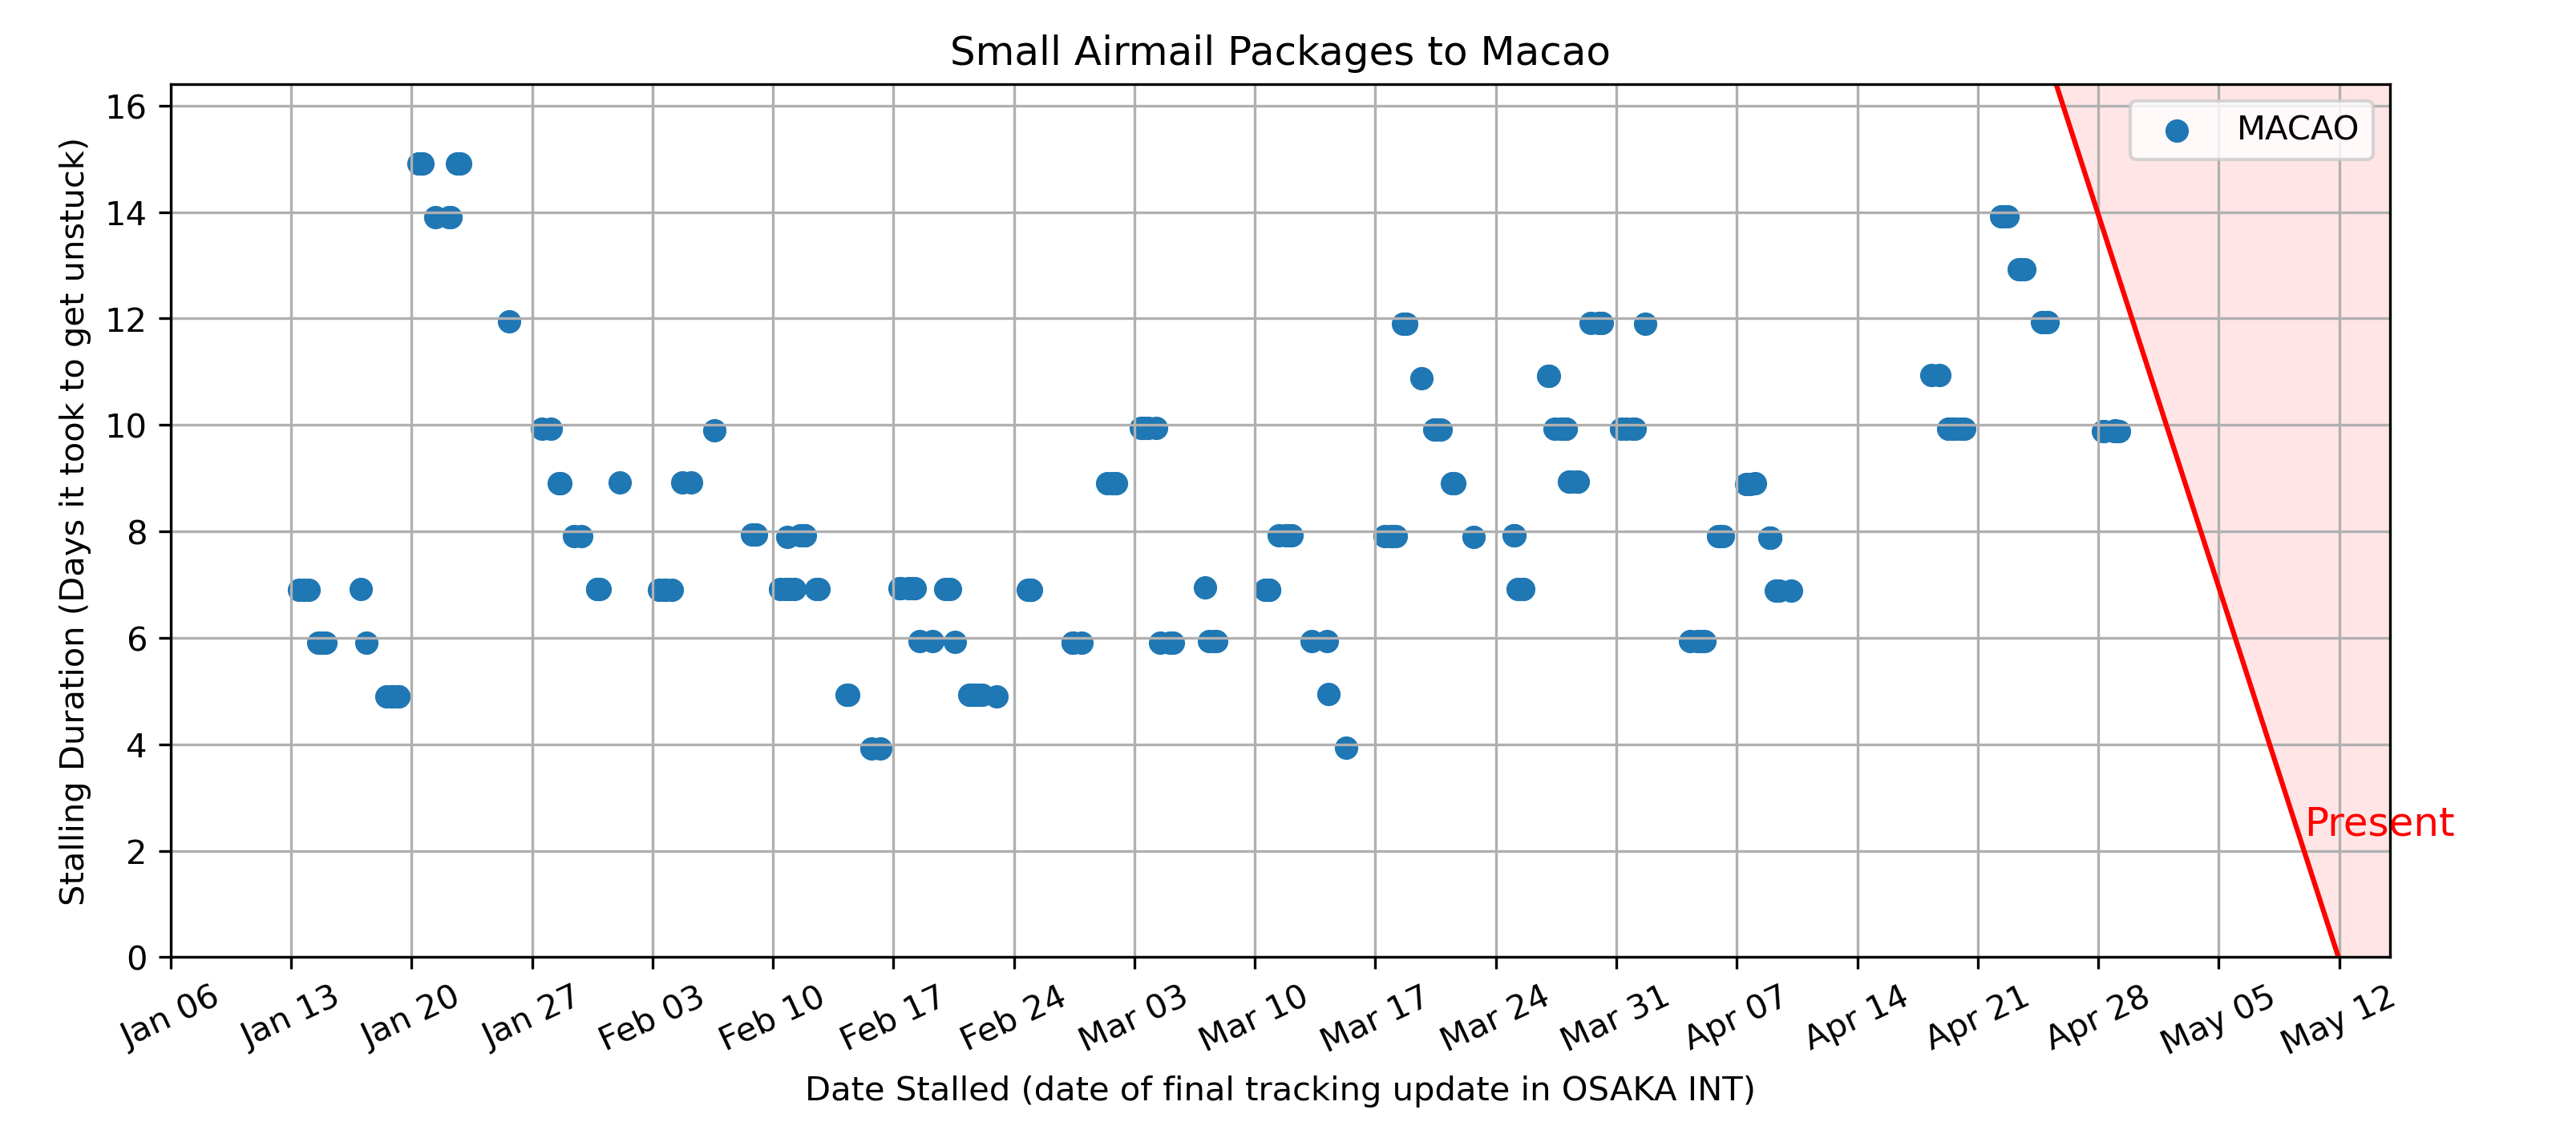 Small Airmail Packages to Macao
MACAO
Stalling Duration (Days it took to get unstuck)
16
14
12
10
8
6
4
2
0
Present
Jan 06 Jan 13 Jan 20 Jan 27 Feb 03 Feb 10 Feb 17 Feb 24 Mar 03 Mar 10 Mar 17 Mar 24 Mar 31 Apr 07 Apr 14 Apr 21 Apr 28 May 05 May 12
Date Stalled (date of final tracking update in OSAKA INT)